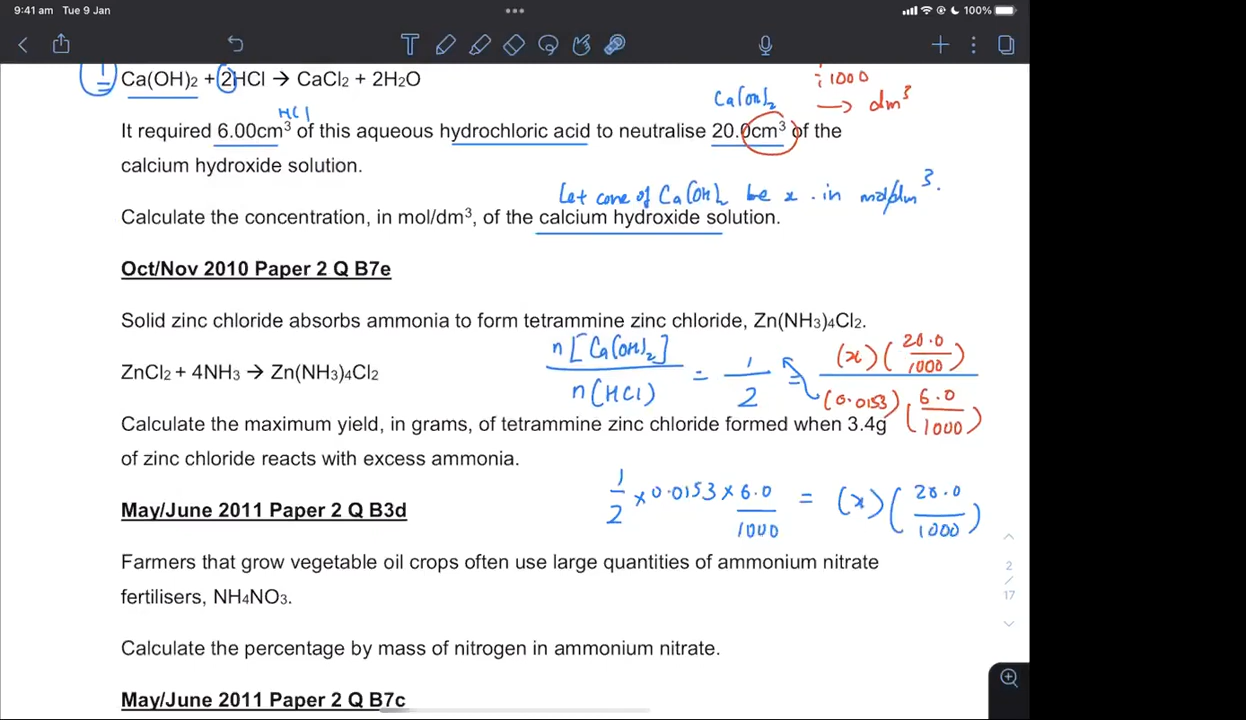 9:41 am Tue 9 Jan
100%
T
1
Ca(OH)2 + 2HCl → CaCl2 + 2H2O
÷1000
Ca(OH)2 → dm³
HCl
It required 6.00cm³ of this aqueous hydrochloric acid to neutralise 20.0cm³ of the
calcium hydroxide solution.
Let conc of Ca(OH)2 be x . in mol/dm³.
Calculate the concentration, in mol/dm³, of the calcium hydroxide solution.
Oct/Nov 2010 Paper 2 Q B7e
Solid zinc chloride absorbs ammonia to form tetrammine zinc chloride, Zn(NH3)4Cl2.
n[Ca(OH)2] / n(HCl) = 1/2 = (x)(20.0/1000) / (0.0153)(6.0/1000)
ZnCl2 + 4NH3 → Zn(NH3)4Cl2
Calculate the maximum yield, in grams, of tetrammine zinc chloride formed when 3.4g
of zinc chloride reacts with excess ammonia.
1/2 × 0.0153 × 6.0/1000 = (x)(20.0/1000)
May/June 2011 Paper 2 Q B3d
Farmers that grow vegetable oil crops often use large quantities of ammonium nitrate
fertilisers, NH4NO3.
2
/
17
Calculate the percentage by mass of nitrogen in ammonium nitrate.
May/June 2011 Paper 2 Q B7c